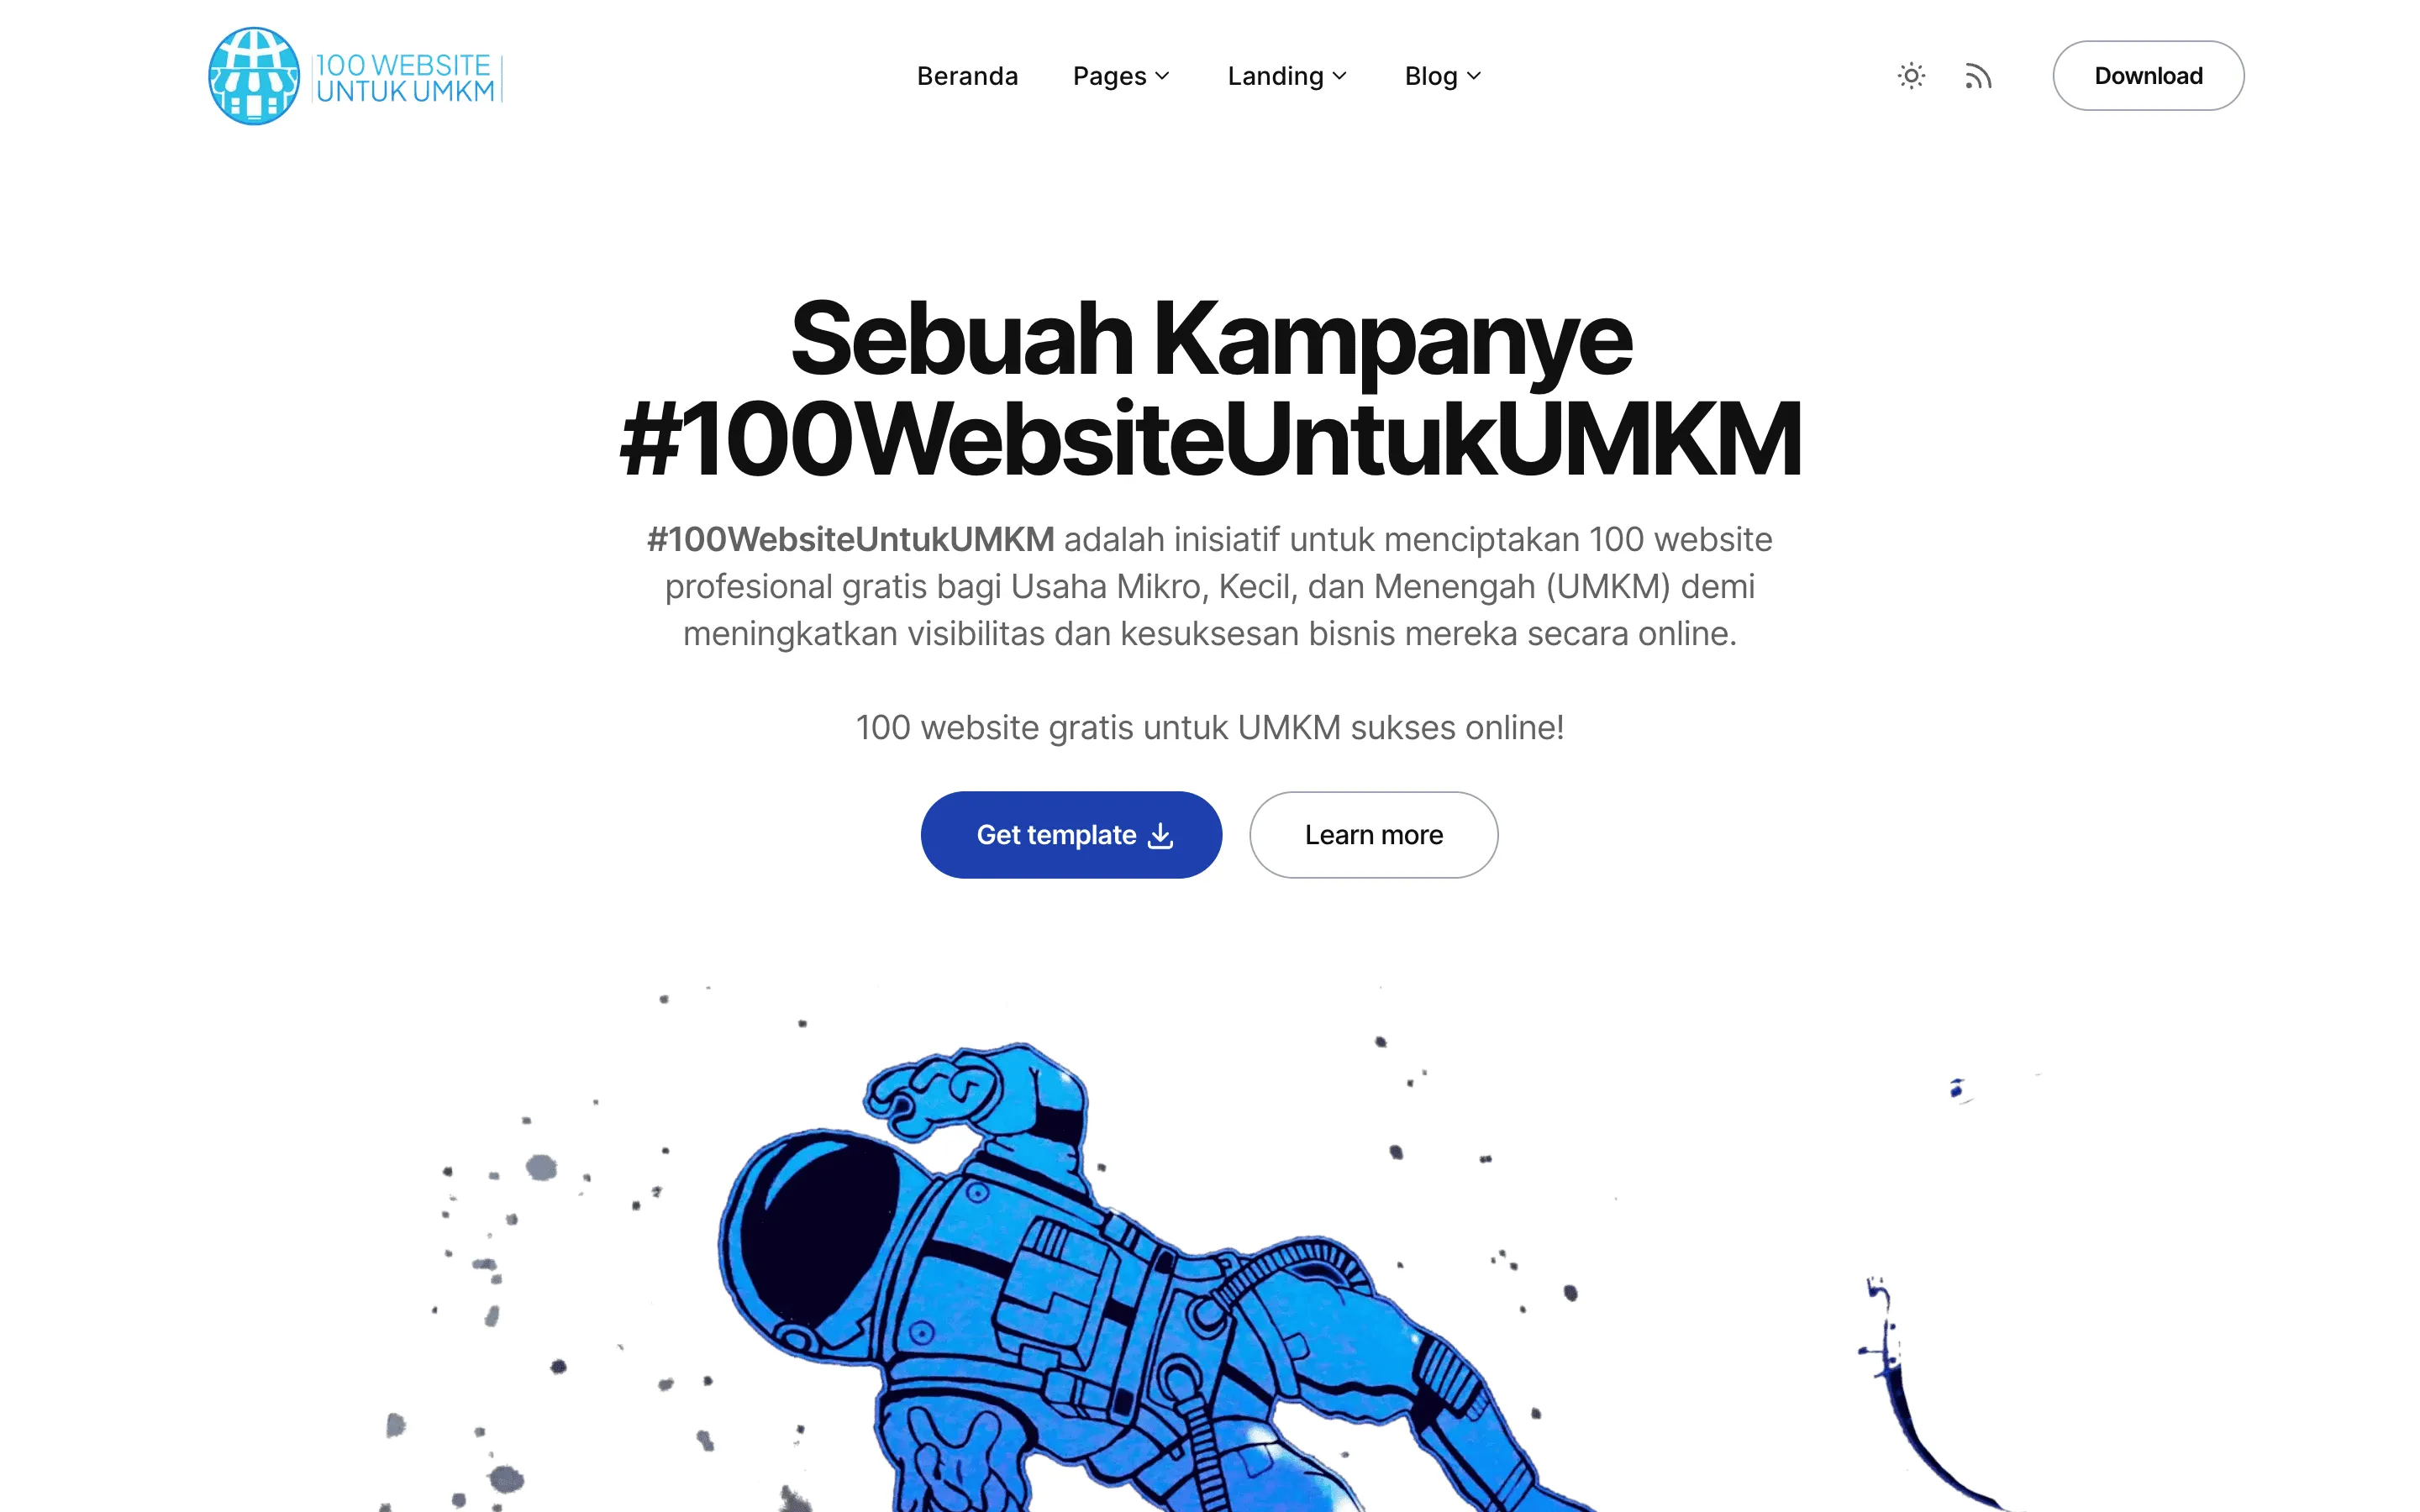 100 WEBSITE
UNTUK UMKM
Beranda Pages Landing Blog Download
Sebuah Kampanye
#100WebsiteUntukUMKM
#100WebsiteUntukUMKM adalah inisiatif untuk menciptakan 100 website
profesional gratis bagi Usaha Mikro, Kecil, dan Menengah (UMKM) demi
meningkatkan visibilitas dan kesuksesan bisnis mereka secara online.
100 website gratis untuk UMKM sukses online!
Get template Learn more